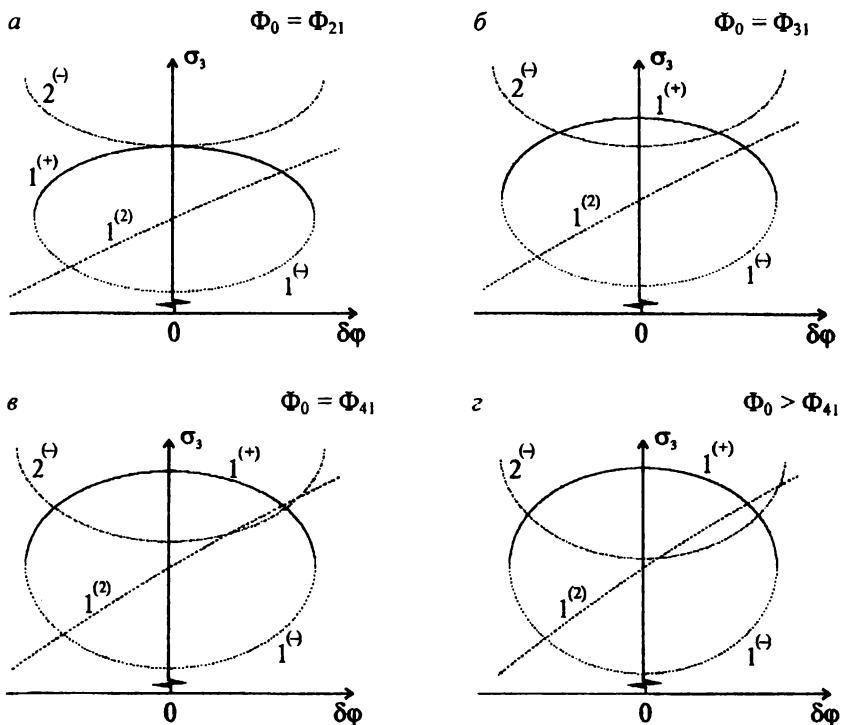 а Φ₀ = Φ₂₁
σ₃
2⁽⁻⁾
1⁽⁺⁾
1⁽²⁾
1⁽⁻⁾
0 δφ
б Φ₀ = Φ₃₁
σ₃
2⁽⁻⁾
1⁽⁺⁾
1⁽²⁾
1⁽⁻⁾
0 δφ
в Φ₀ = Φ₄₁
σ₃
2⁽⁻⁾
1⁽⁺⁾
1⁽²⁾
1⁽⁻⁾
0 δφ
г Φ₀ > Φ₄₁
σ₃
2⁽⁻⁾
1⁽⁺⁾
1⁽²⁾
1⁽⁻⁾
0 δφ